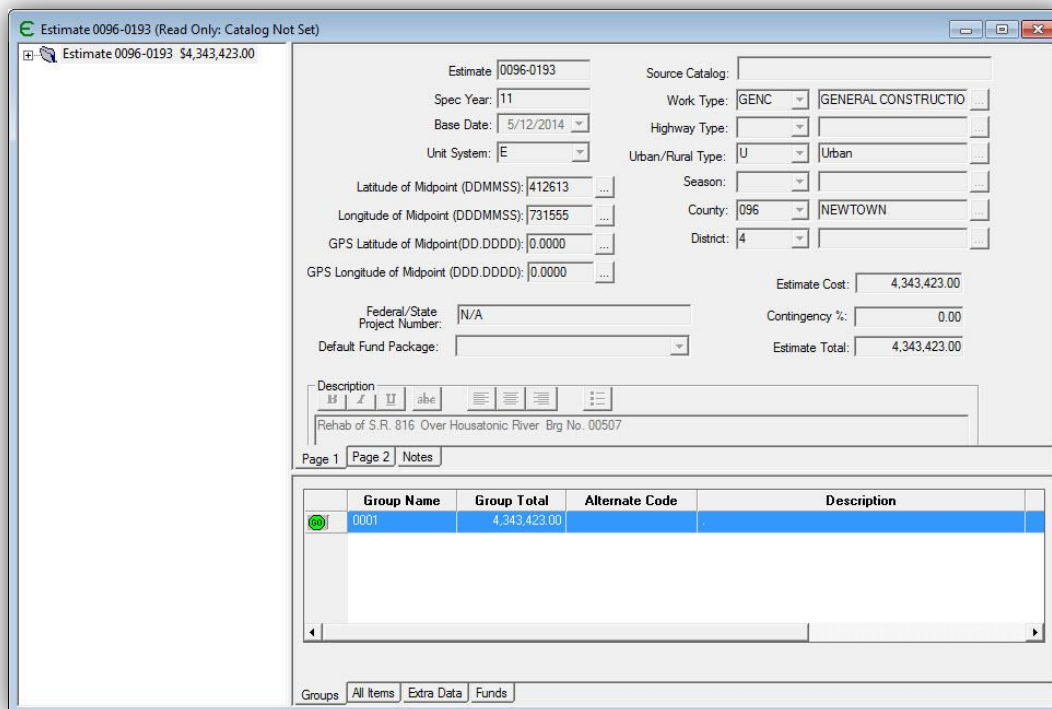 Estimate 0096-0193 (Read Only: Catalog Not Set)
Estimate 0096-0193 $4,343,423.00
Estimate 0096-0193
Source Catalog:
Spec Year: 11
Work Type: GENC GENERAL CONSTRUCTIO ...
Base Date: 5/12/2014
Highway Type: ...
Unit System: E
Urban/Rural Type: U Urban ...
Latitude of Midpoint (DDMMSS): 412613 ...
Season: ...
Longitude of Midpoint (DDDMMSS): 731555 ...
County: 096 NEWTOWN ...
GPS Latitude of Midpoint(DD.DDDD): 0.0000 ...
District: 4 ...
GPS Longitude of Midpoint (DDD.DDDD): 0.0000 ...
Estimate Cost: 4,343,423.00
Federal/State
Project Number: N/A
Contingency %: 0.00
Default Fund Package:
Estimate Total: 4,343,423.00
Description
B I U abc
Rehab of S.R. 816 Over Housatonic River Brg No. 00507
Page 1 Page 2 Notes
Group Name Group Total Alternate Code Description
GO 0001 4,343,423.00 .
Groups All Items Extra Data Funds